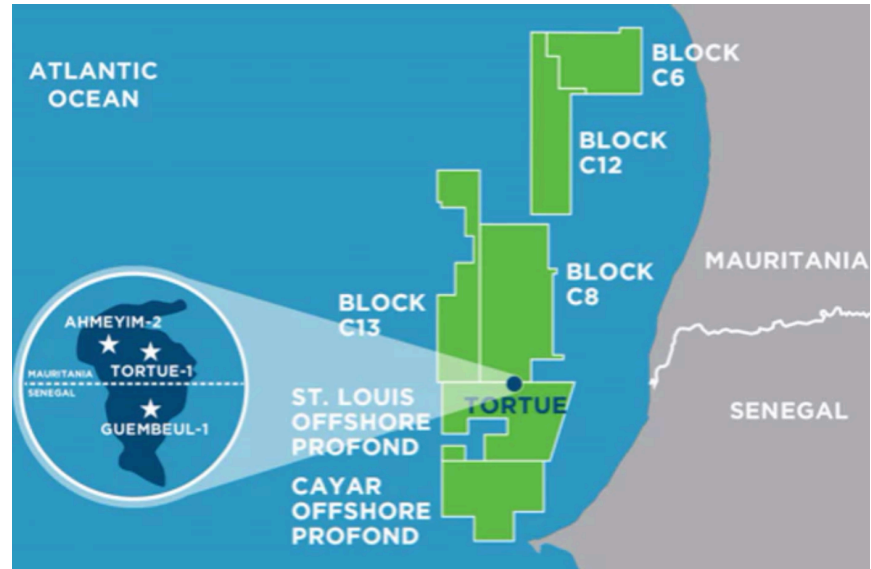 ATLANTIC
OCEAN
BLOCK
C6
BLOCK
C12
MAURITANIA
BLOCK
C8
BLOCK
C13
AHMEYIM-2
TORTUE-1
MAURITANIA
SENEGAL
GUEMBEUL-1
TORTUE
ST. LOUIS
OFFSHORE
PROFOND
SENEGAL
CAYAR
OFFSHORE
PROFOND